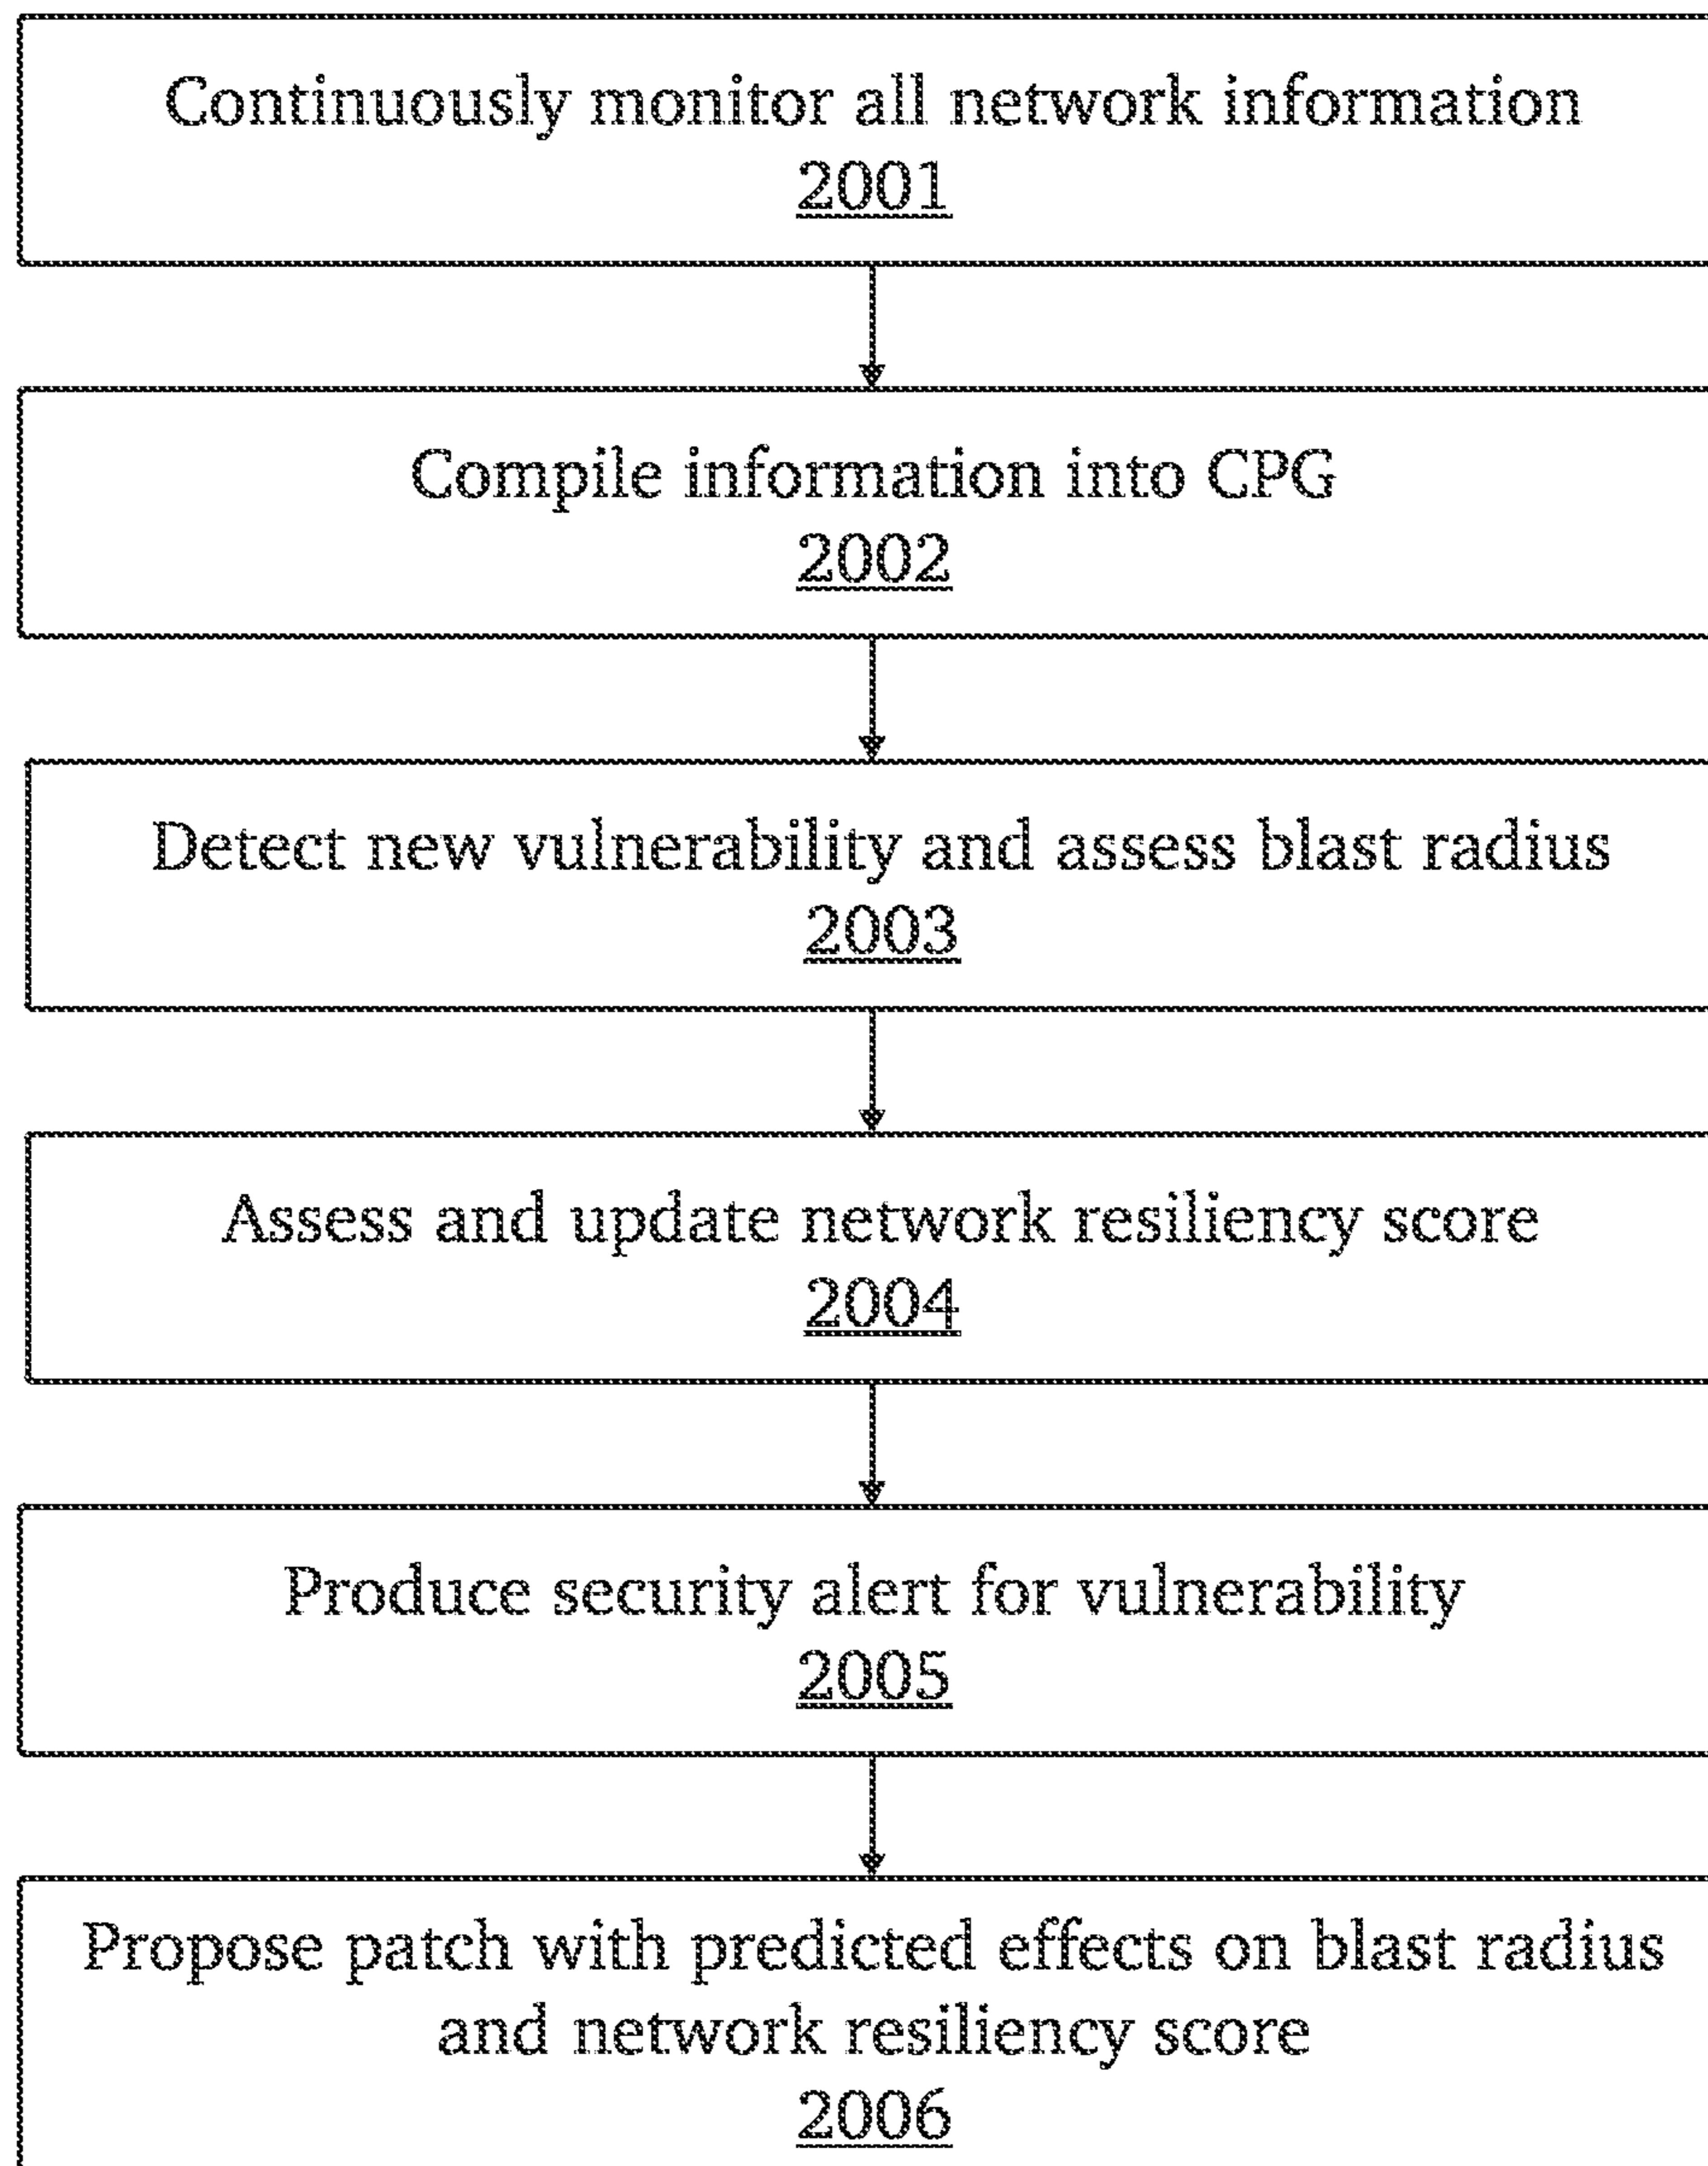 Continuously monitor all network information
2001
Compile information into CPG
2002
Detect new vulnerability and assess blast radius
2003
Assess and update network resiliency score
2004
Produce security alert for vulnerability
2005
Propose patch with predicted effects on blast radius
and network resiliency score
2006